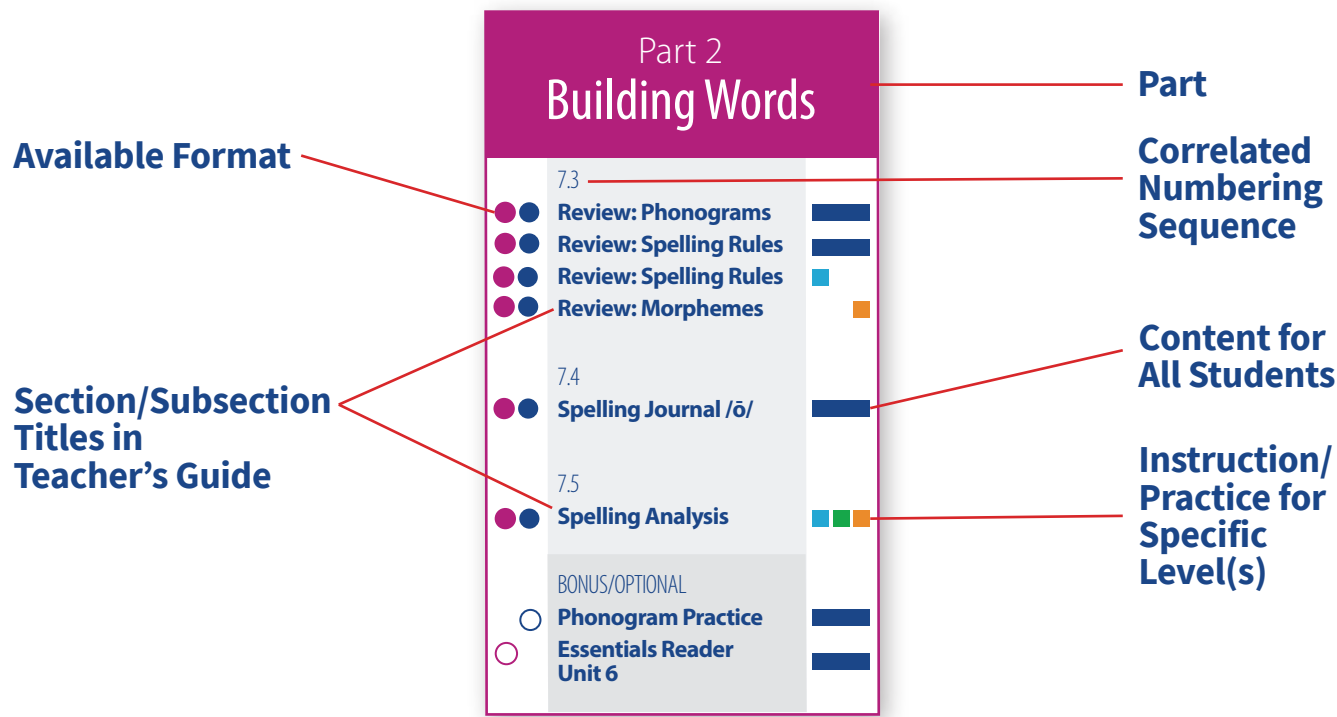 Part 2
Building Words
Available Format
7.3
Review: Phonograms
Review: Spelling Rules
Review: Spelling Rules
Review: Morphemes
7.4
Spelling Journal /ō/
7.5
Spelling Analysis
BONUS/OPTIONAL
Phonogram Practice
Essentials Reader
Unit 6
Section/Subsection
Titles in
Teacher’s Guide
Part
Correlated
Numbering
Sequence
Content for
All Students
Instruction/
Practice for
Specific
Level(s)